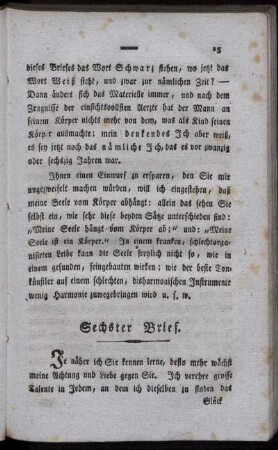 25
dieses Briefes das Wort Schwarz stehen, wo jetzt das
Wort Weiß steht, und zwar zur nämlichen Zeit? —
Dann ändert sich das Materielle immer, und nach dem
Zeugnisse der einsichtsvollsten Aerzte hat der Mann an
seinem Körper nichts mehr von dem, was als Kind seinen
Körper ausmachte; mein denkendes Ich aber weiß,
es sey jetzt noch das nämliche Ich, das es vor zwanzig
oder sechszig Jahren war.
Ihnen einen Einwurf zu ersparen, den Sie mir
ungezweifelt machen würden, will ich eingestehen, daß
meine Seele vom Körper abhängt: allein das sehen Sie
selbst ein, wie sehr diese beyden Sätze unterschieden sind:
„Meine Seele hängt vom Körper ab;" und: „Meine
Seele ist ein Körper." In einem kranken, schlechtorga-
nisirten Leibe kann die Seele freylich nicht so, wie in
einem gesunden, feingebauten wirken; wie der beste Ton-
künstler auf einem schlechten, disharmonischen Instrumente
wenig Harmonie zuwegebringen wird u. s. w.
Sechster Brief.
Je näher ich Sie kennen lerne, desto mehr wächst
meine Achtung und Liebe gegen Sie. Ich verehre grosse
Talente in Jedem, an dem ich dieselben zu finden das
Glück